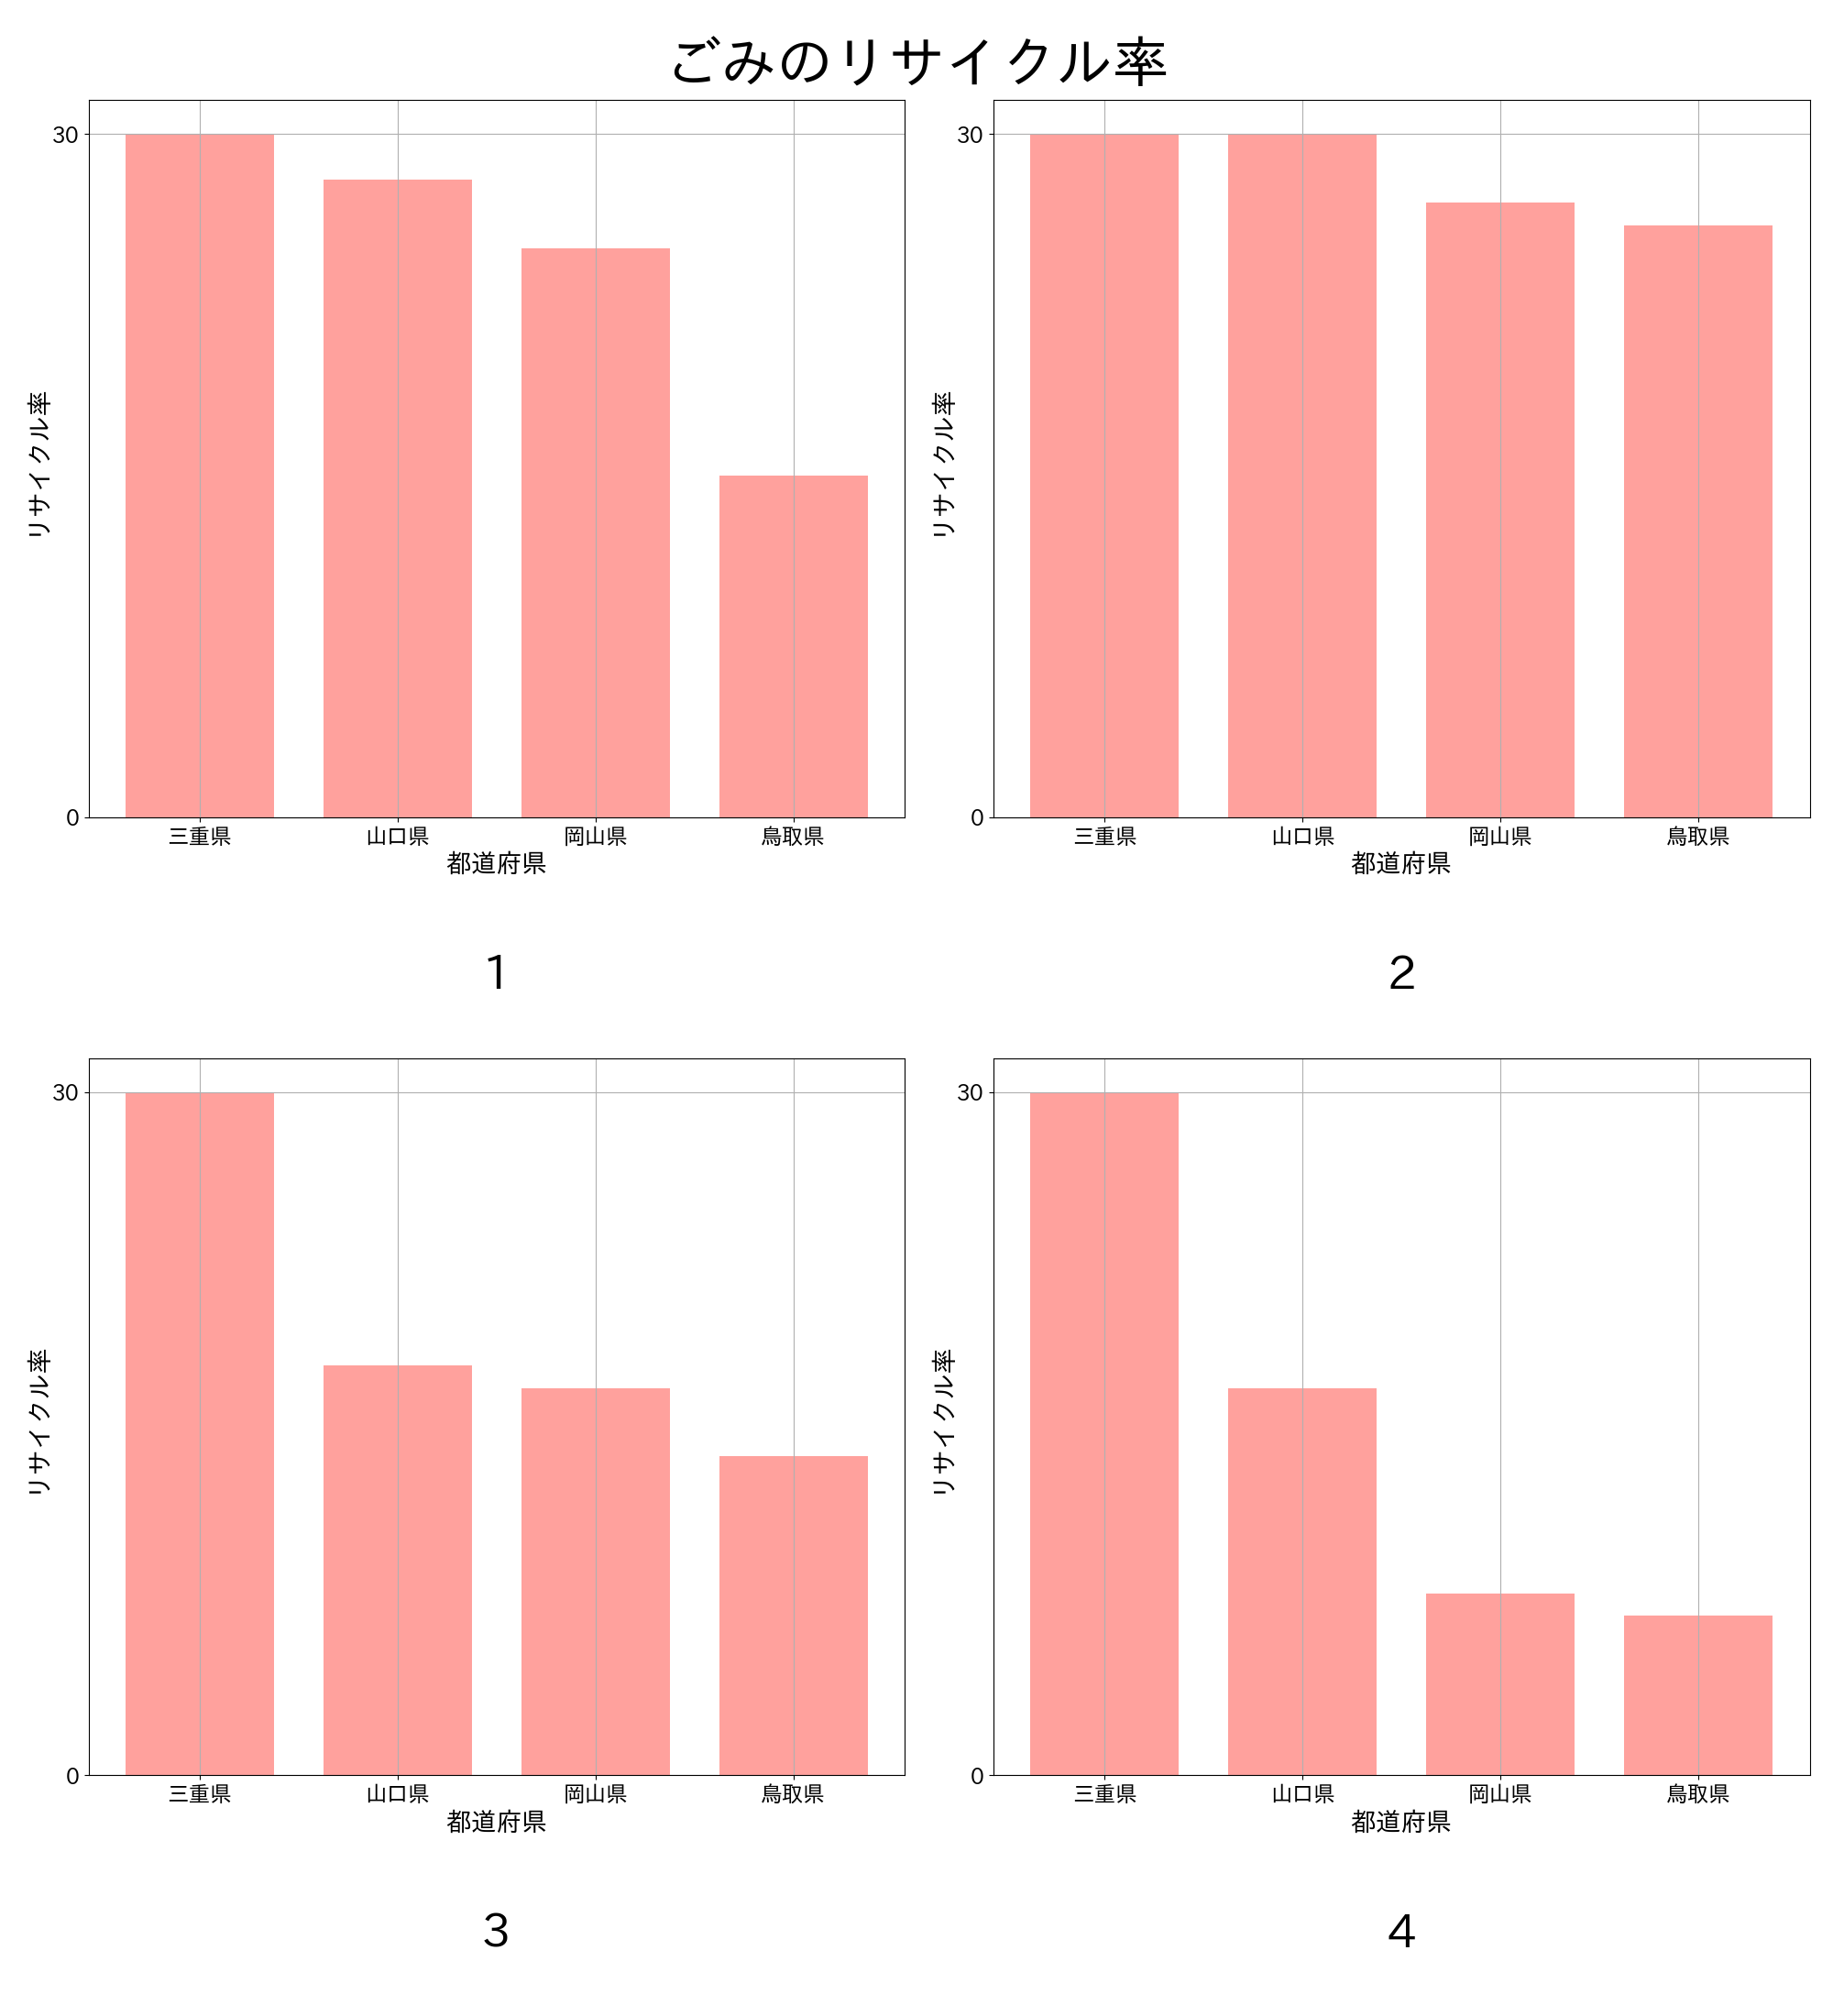 ごみのリサイクル率
30
0
リサイクル率
三重県 山口県 岡山県 鳥取県
都道府県
1
30
0
リサイクル率
三重県 山口県 岡山県 鳥取県
都道府県
2
30
0
リサイクル率
三重県 山口県 岡山県 鳥取県
都道府県
3
30
0
リサイクル率
三重県 山口県 岡山県 鳥取県
都道府県
4